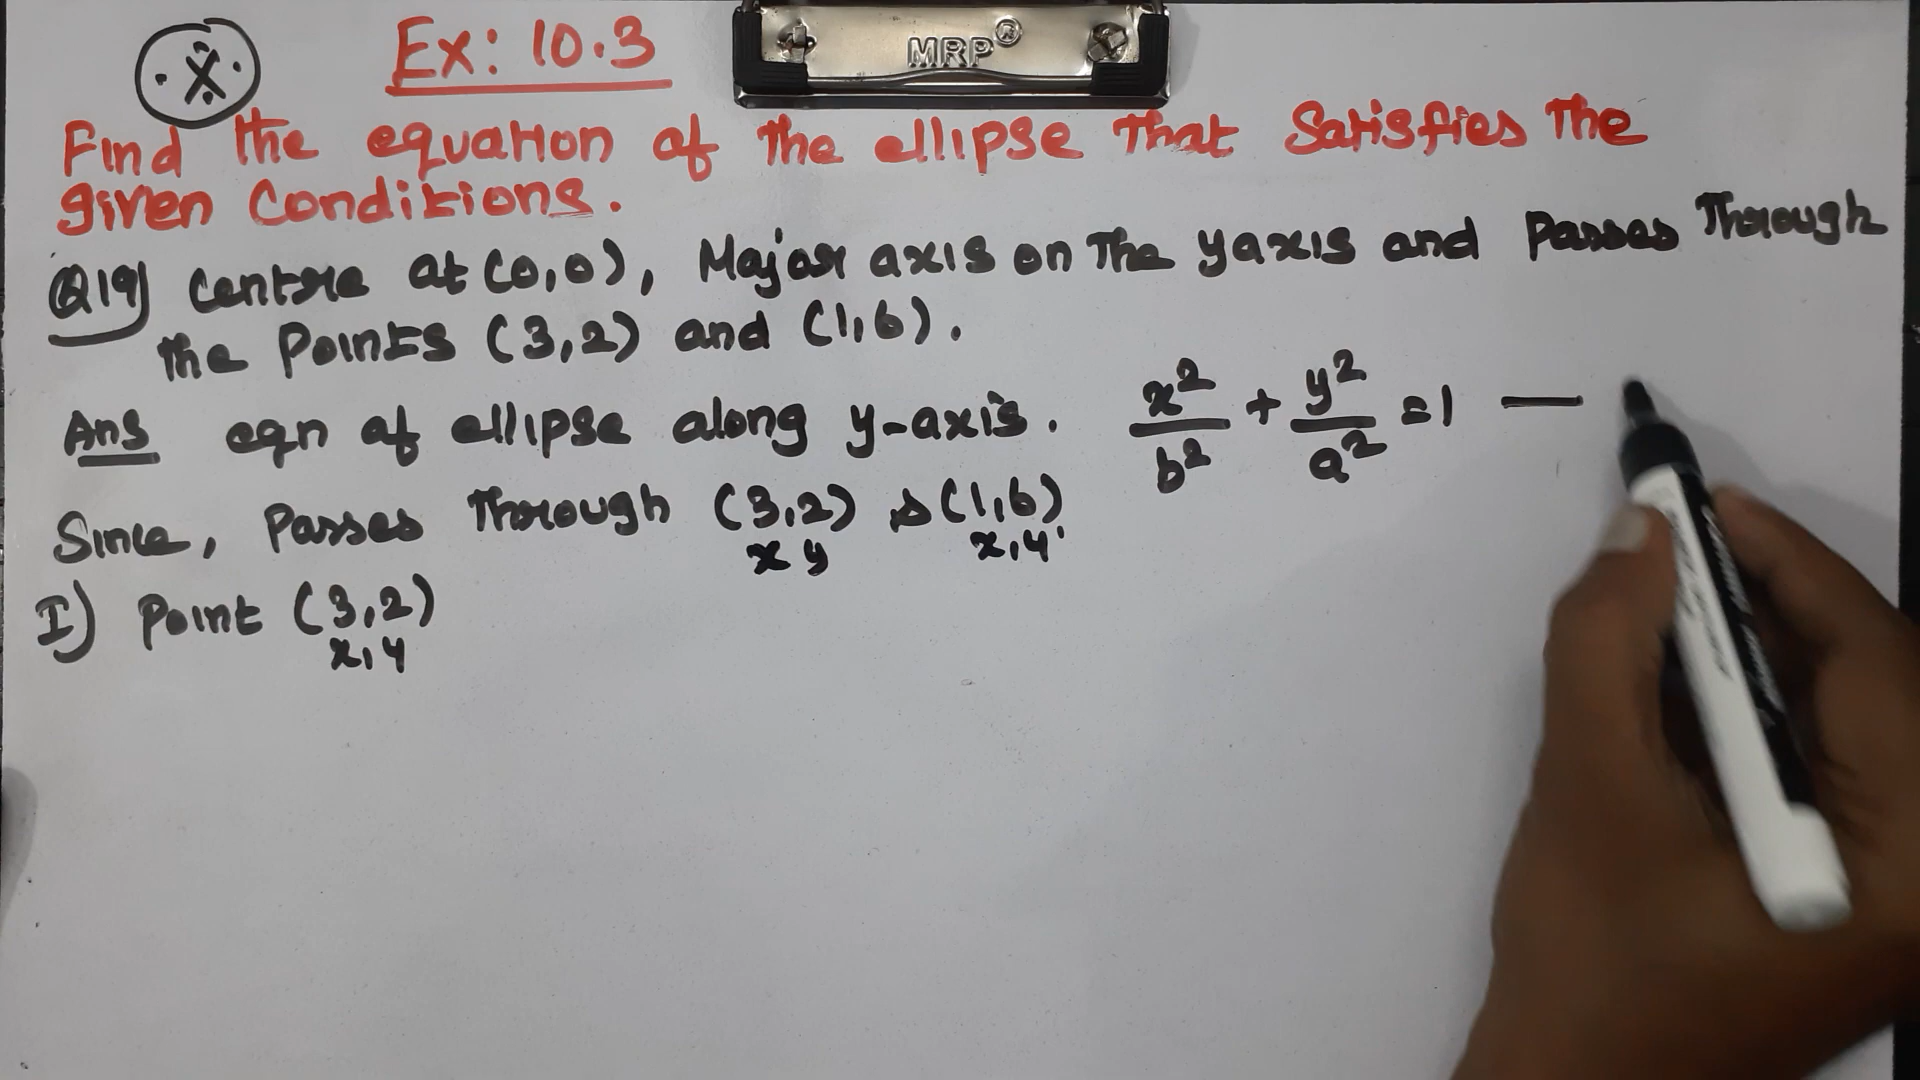 Ex: 10.3
MRP®
Find the equation of the ellipse that satisfies the
given conditions.
Q19) Centre at (0,0), Major axis on the y axis and passes through
the points (3,2) and (1,6).
Ans eqn of ellipse along y-axis. x²/b² + y²/a² = 1 —
Since, Passes through (3,2) & (1,6)
x y x,y
I) Point (3,2)
x,y